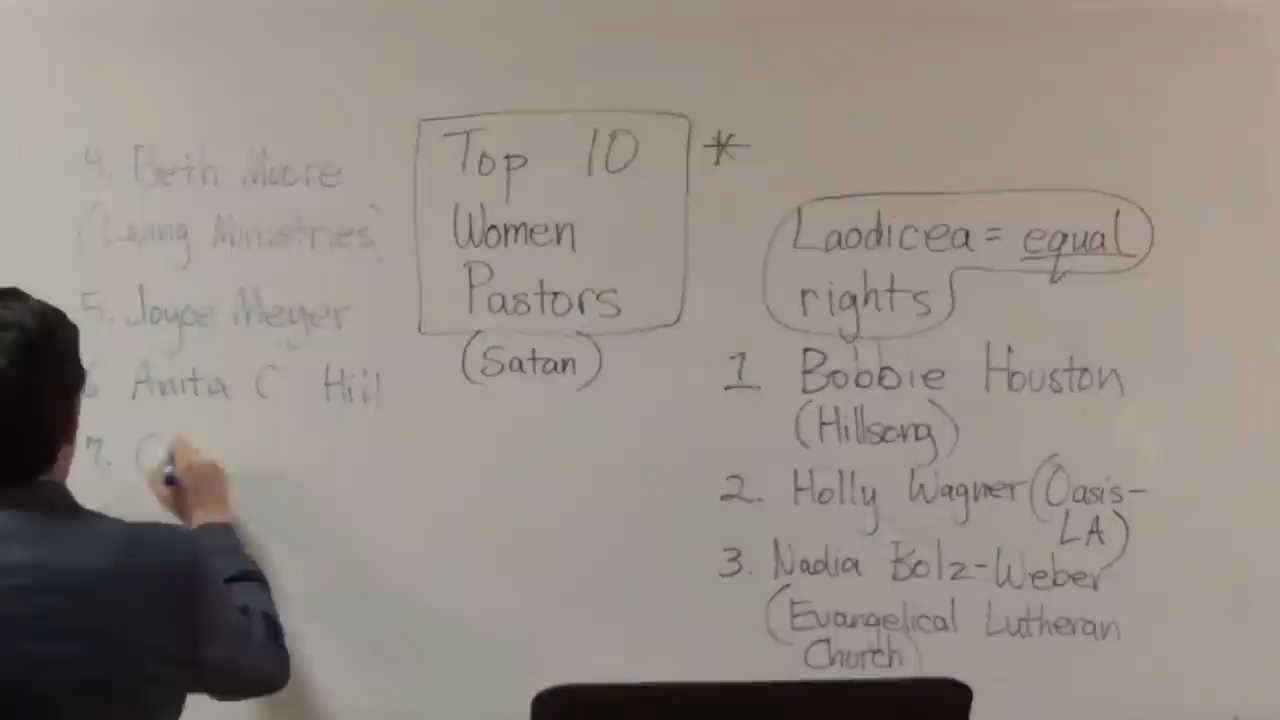 Top 10 *
Women
Pastors
(Satan)
Laodicea = equal
rights
1. Bobbie Houston
(Hillsong)
2. Holly Wagner (Oasis-
LA)
3. Nadia Bolz-Weber
(Evangelical Lutheran
Church)
4. Beth Moore
(Living Ministries)
5. Joyce Meyer
6 Anita C Hill
7.